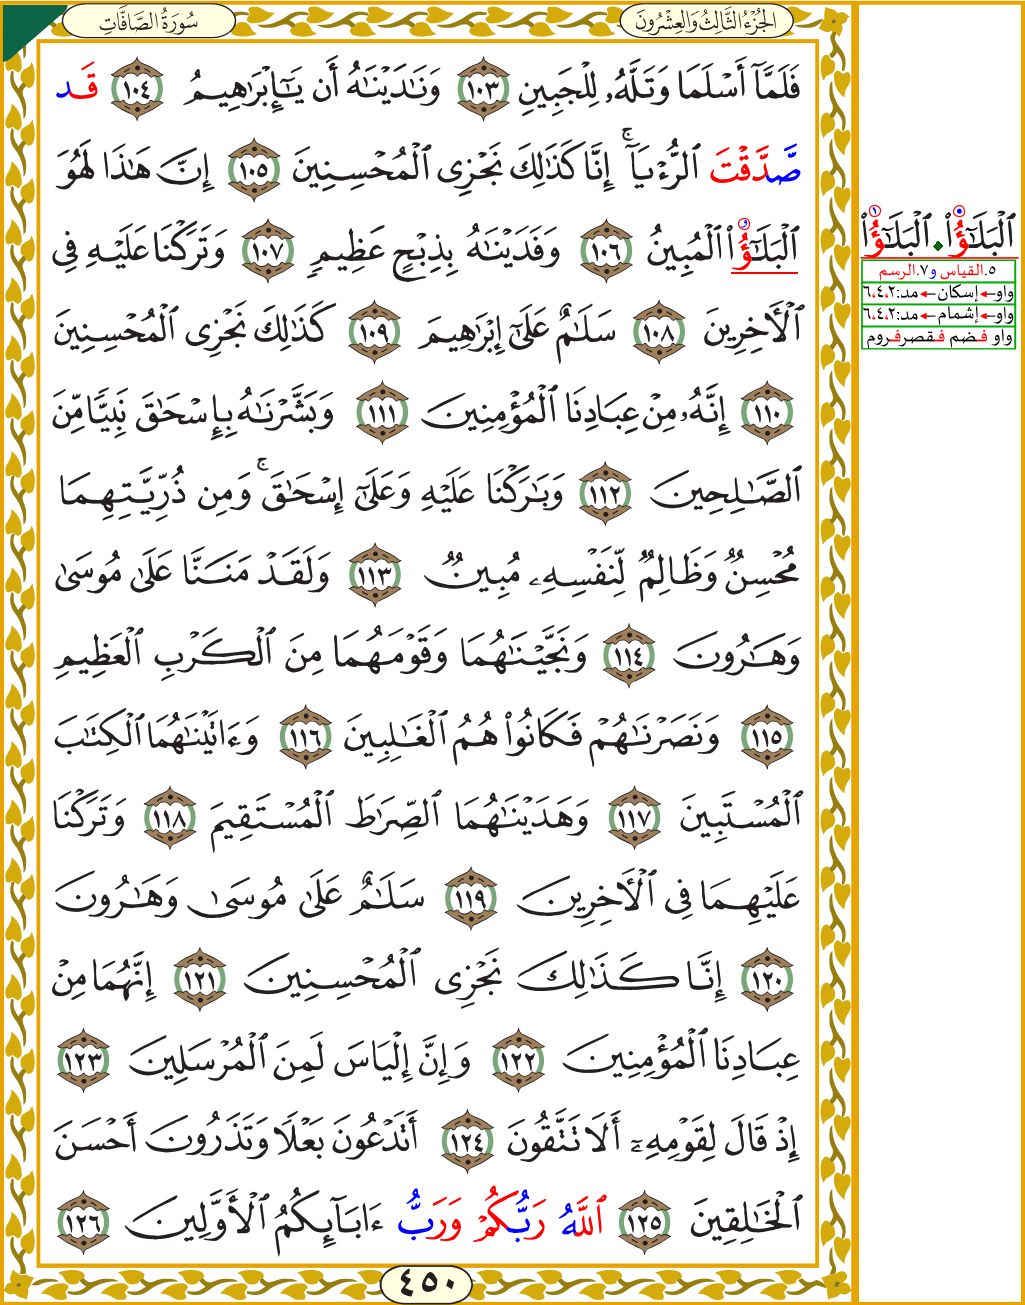 الجُزْءُ الثَّالِثُ وَالعِشْرُونَ
سُورَةُ الصَّافَّاتِ
فَلَمَّآ أَسْلَمَا وَتَلَّهُۥ لِلْجَبِينِ ١٠٣ وَنَٰدَيْنَٰهُ أَن يَٰٓإِبْرَٰهِيمُ ١٠٤ قَد
صَّدَّقْتَ ٱلرُّءْيَآ ۚ إِنَّا كَذَٰلِكَ نَجْزِى ٱلْمُحْسِنِينَ ١٠٥ إِنَّ هَٰذَا لَهُوَ
ٱلْبَلَٰٓؤُا۟ ٱلْمُبِينُ ١٠٦ وَفَدَيْنَٰهُ بِذِبْحٍ عَظِيمٍ ١٠٧ وَتَرَكْنَا عَلَيْهِ فِى
ٱلْأَخِرِينَ ١٠٨ سَلَٰمٌ عَلَىٰٓ إِبْرَٰهِيمَ ١٠٩ كَذَٰلِكَ نَجْزِى ٱلْمُحْسِنِينَ
١١٠ إِنَّهُۥ مِنْ عِبَادِنَا ٱلْمُؤْمِنِينَ ١١١ وَبَشَّرْنَٰهُ بِإِسْحَٰقَ نَبِيًّا مِّنَ
ٱلصَّٰلِحِينَ ١١٢ وَبَٰرَكْنَا عَلَيْهِ وَعَلَىٰٓ إِسْحَٰقَ ۚ وَمِن ذُرِّيَّتِهِمَا
مُحْسِنٌ وَظَالِمٌ لِّنَفْسِهِۦ مُبِينٌ ١١٣ وَلَقَدْ مَنَنَّا عَلَىٰ مُوسَىٰ
وَهَٰرُونَ ١١٤ وَنَجَّيْنَٰهُمَا وَقَوْمَهُمَا مِنَ ٱلْكَرْبِ ٱلْعَظِيمِ
١١٥ وَنَصَرْنَٰهُمْ فَكَانُوا۟ هُمُ ٱلْغَٰلِبِينَ ١١٦ وَءَاتَيْنَٰهُمَا ٱلْكِتَٰبَ
ٱلْمُسْتَبِينَ ١١٧ وَهَدَيْنَٰهُمَا ٱلصِّرَٰطَ ٱلْمُسْتَقِيمَ ١١٨ وَتَرَكْنَا
عَلَيْهِمَا فِى ٱلْأَخِرِينَ ١١٩ سَلَٰمٌ عَلَىٰ مُوسَىٰ وَهَٰرُونَ
١٢٠ إِنَّا كَذَٰلِكَ نَجْزِى ٱلْمُحْسِنِينَ ١٢١ إِنَّهُمَا مِنْ
عِبَادِنَا ٱلْمُؤْمِنِينَ ١٢٢ وَإِنَّ إِلْيَاسَ لَمِنَ ٱلْمُرْسَلِينَ ١٢٣
إِذْ قَالَ لِقَوْمِهِۦٓ أَلَا تَتَّقُونَ ١٢٤ أَتَدْعُونَ بَعْلًا وَتَذَرُونَ أَحْسَنَ
ٱلْخَٰلِقِينَ ١٢٥ ٱللَّهُ رَبُّكُمْ وَرَبُّ ءَابَآئِكُمُ ٱلْأَوَّلِينَ ١٢٦
٤٥٠
ٱلْبَلَٰٓؤُا۟ ٱلْبَلَٰٓؤُا۟
٥.القياس و٧.الرسم
واو←إسكان←مد:٦،٤،٢
واو←إشمام←مد:٦،٤،٢
واو فـضم فـقصر فـروم